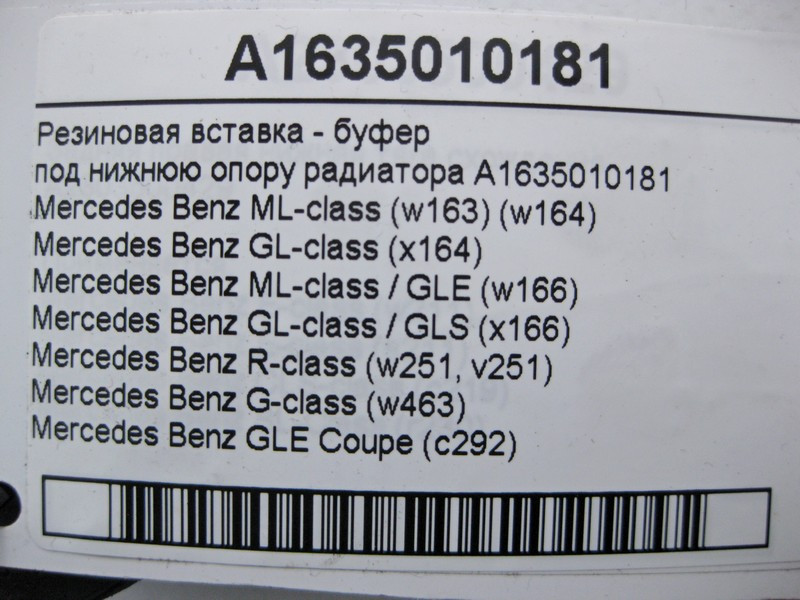 A1635010181
Резиновая вставка - буфер
под нижнюю опору радиатора A1635010181
Mercedes Benz ML-class (w163) (w164)
Mercedes Benz GL-class (x164)
Mercedes Benz ML-class / GLE (w166)
Mercedes Benz GL-class / GLS (x166)
Mercedes Benz R-class (w251, v251)
Mercedes Benz G-class (w463)
Mercedes Benz GLE Coupe (c292)